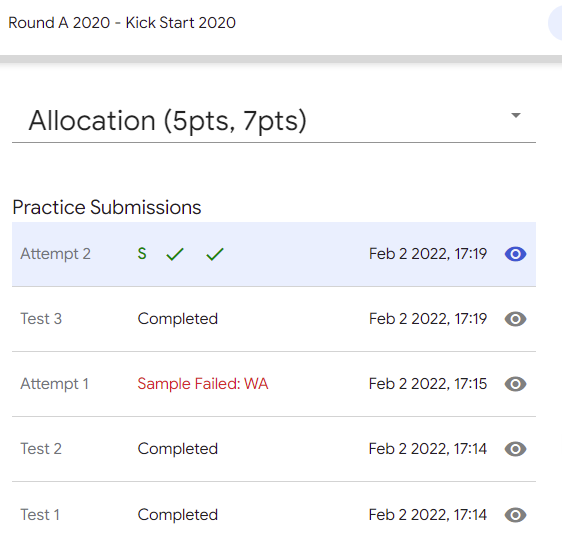 Round A 2020 - Kick Start 2020
Allocation (5pts, 7pts)
Practice Submissions
Attempt 2 S Feb 2 2022, 17:19
Test 3 Completed Feb 2 2022, 17:19
Attempt 1 Sample Failed: WA Feb 2 2022, 17:15
Test 2 Completed Feb 2 2022, 17:14
Test 1 Completed Feb 2 2022, 17:14